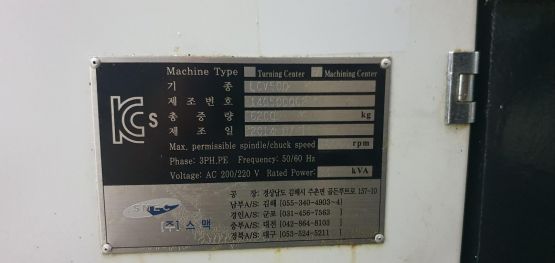 Machine Type Turning Center Machining Center
기 종
제 조 번 호
총 중 량 kg
제 조 일
Max. permissible spindle/chuck speed rpm
Phase: 3PH,PE Frequency: 50/60 Hz
Voltage: AC 200/220 V Rated Power: kVA
KCs
공 장: 경상남도 김해시 주촌면 골든루트로 157-10
남부A/S: 김해 [055-340-4903~4]
경인A/S: 군포 [031-456-7563]
중부A/S: 대전 [042-864-8103]
경북A/S: 대구 [053-524-5211]
SMEC
[주] 스맥